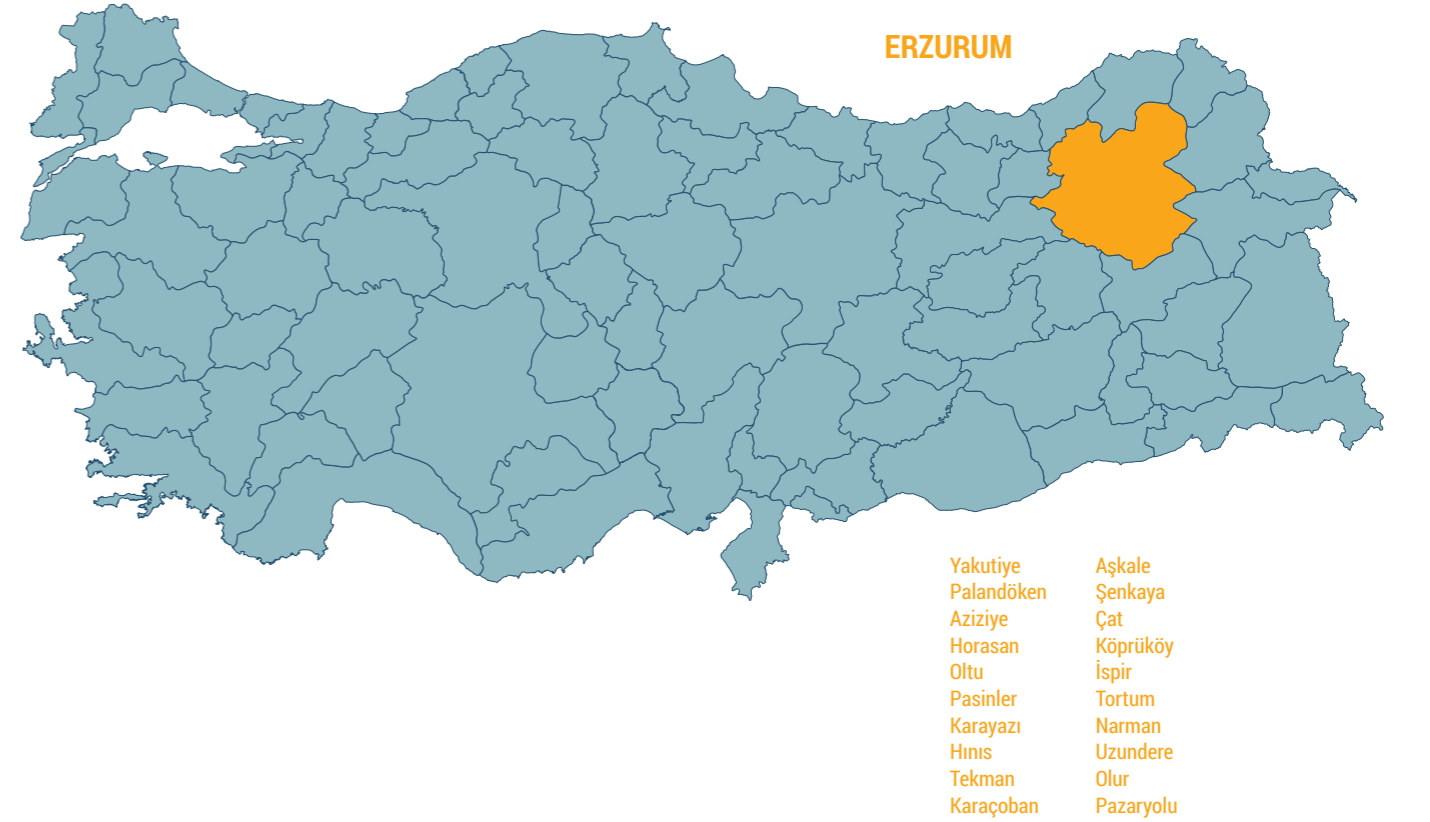 ERZURUM
Yakutiye
Palandöken
Aziziye
Horasan
Oltu
Pasinler
Karayazı
Hınıs
Tekman
Karaçoban
Aşkale
Şenkaya
Çat
Köprüköy
İspir
Tortum
Narman
Uzundere
Olur
Pazaryolu